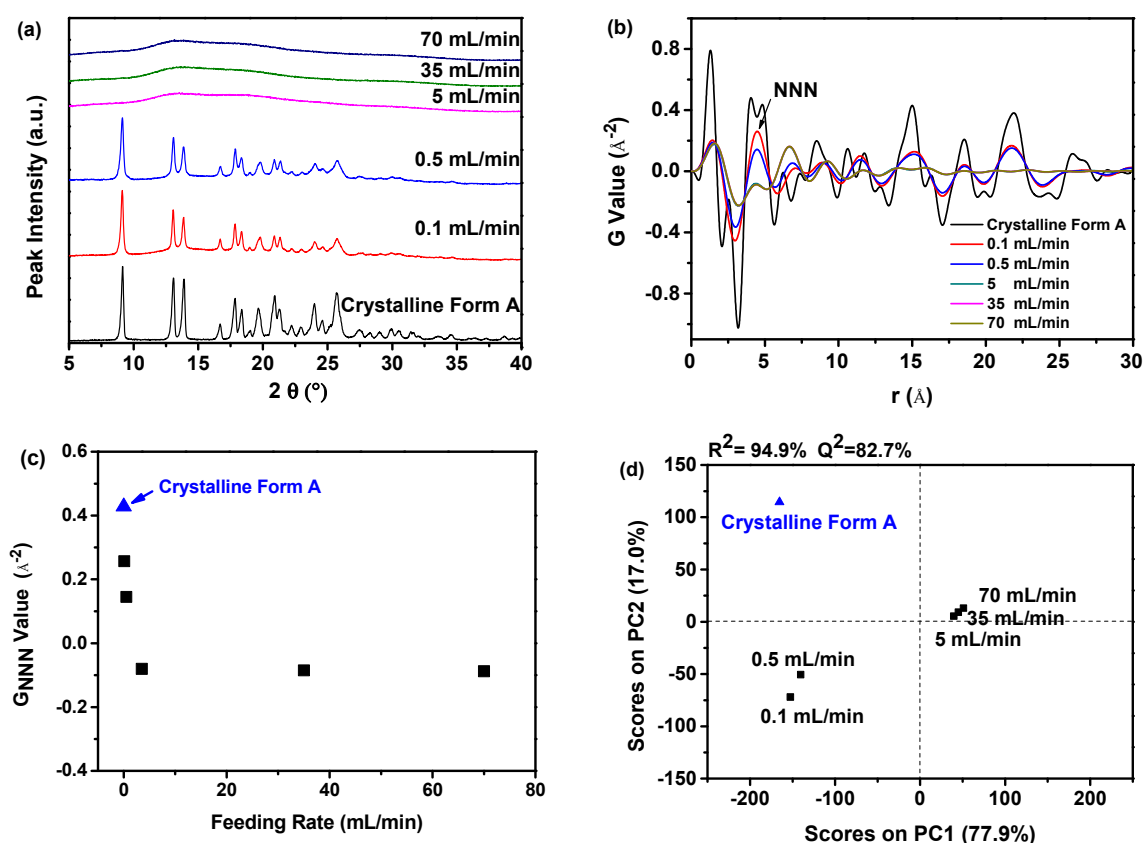 (a)
70 mL/min
35 mL/min
5 mL/min
0.5 mL/min
0.1 mL/min
Crystalline Form A
Peak Intensity (a.u.)
5 10 15 20 25 30 35 40
2 θ (°)
(b)
NNN
0.8
0.4
0.0
-0.4
-0.8
G Value (Å⁻²)
Crystalline Form A
0.1 mL/min
0.5 mL/min
5 mL/min
35 mL/min
70 mL/min
0 5 10 15 20 25 30
r (Å)
(c)
Crystalline Form A
0.6
0.4
0.2
0.0
-0.2
-0.4
G_NNN Value (Å⁻²)
0 20 40 60 80
Feeding Rate (mL/min)
R²= 94.9% Q²=82.7%
(d)
150
125
100
75
50
25
0
-25
-50
-75
-100
-125
-150
Scores on PC2 (17.0%)
Crystalline Form A
70 mL/min
35 mL/min
5 mL/min
0.5 mL/min
0.1 mL/min
-200 -100 0 100 200
Scores on PC1 (77.9%)